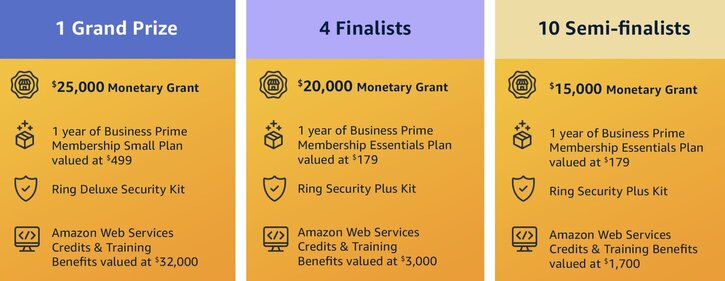 1 Grand Prize
$25,000 Monetary Grant
1 year of Business Prime
Membership Small Plan
valued at $499
Ring Deluxe Security Kit
Amazon Web Services
Credits & Training
Benefits valued at $32,000
4 Finalists
$20,000 Monetary Grant
1 year of Business Prime
Membership Essentials Plan
valued at $179
Ring Security Plus Kit
Amazon Web Services
Credits & Training
Benefits valued at $3,000
10 Semi-finalists
$15,000 Monetary Grant
1 year of Business Prime
Membership Essentials Plan
valued at $179
Ring Security Plus Kit
Amazon Web Services
Credits & Training Benefits
valued at $1,700